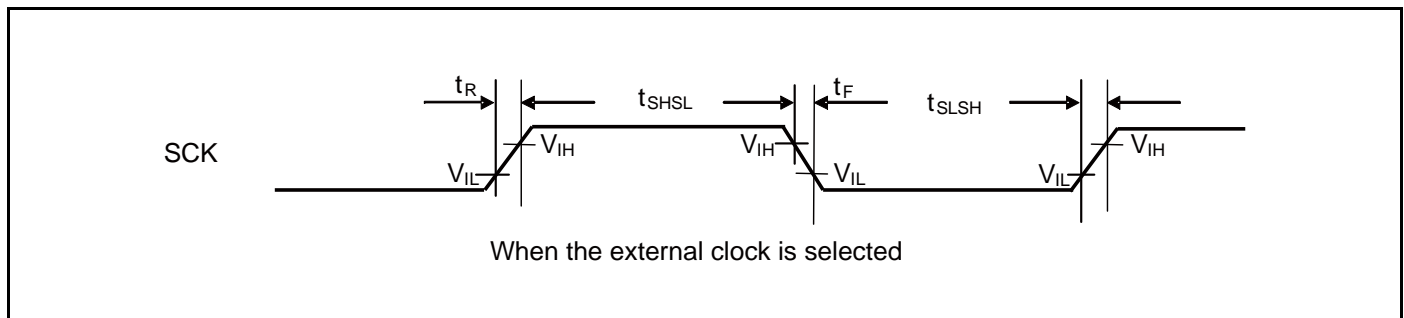 tR tSHSL tF tSLSH
SCK
VIH VIH VIH
VIL VIL VIL
When the external clock is selected